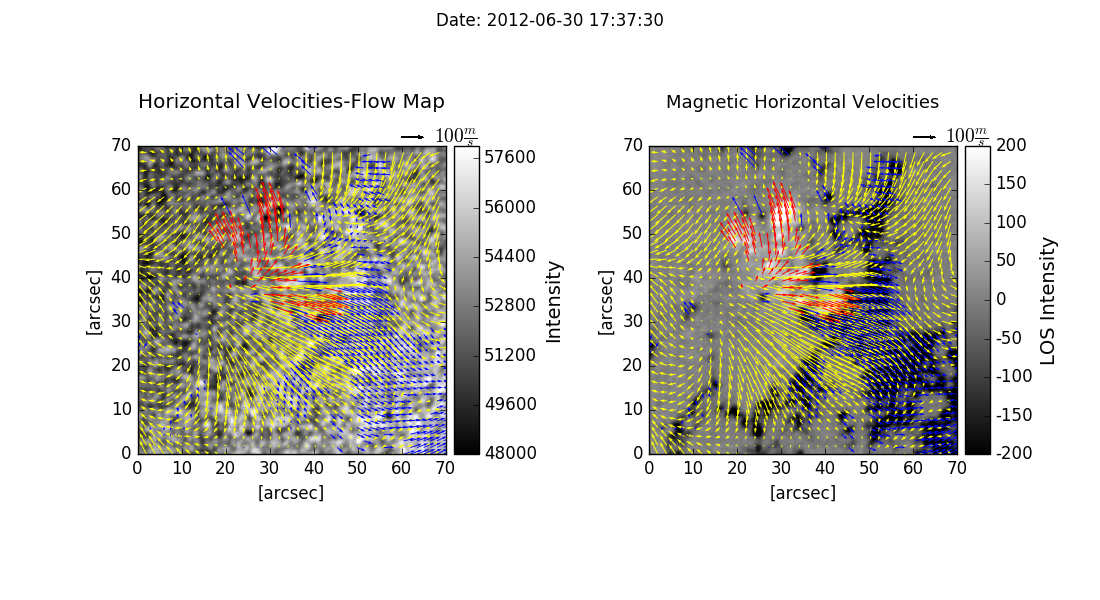 Date: 2012-06-30 17:37:30
Horizontal Velocities-Flow Map
100 m/s
70
60
50
40
30
20
10
0
0 10 20 30 40 50 60 70
[arcsec]
[arcsec]
57600
56000
54400
52800
51200
49600
48000
Intensity
Magnetic Horizontal Velocities
100 m/s
70
60
50
40
30
20
10
0
0 10 20 30 40 50 60 70
[arcsec]
[arcsec]
200
150
100
50
0
-50
-100
-150
-200
LOS Intensity